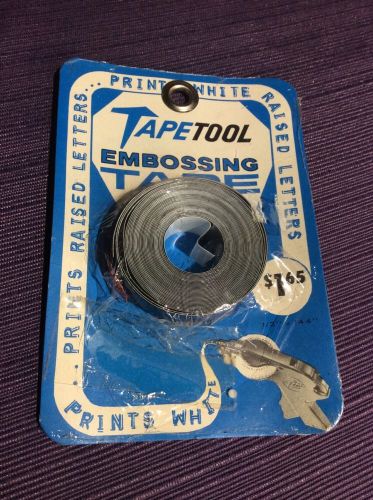 PRINTS WHITE RAISED LETTERS
...PRINTS RAISED LETTERS...
TAPETOOL
EMBOSSING
TAPE
$1.65
PRINTS WHITE